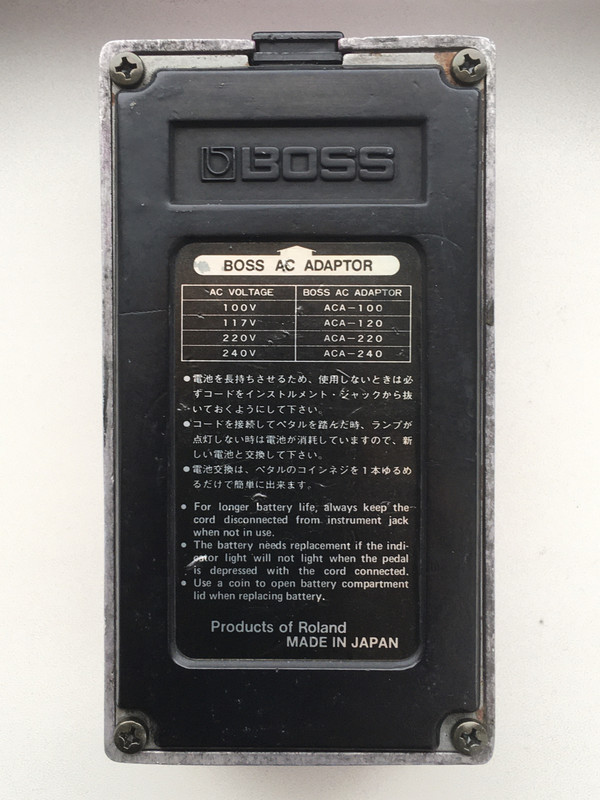 BOSS
BOSS AC ADAPTOR
AC VOLTAGE BOSS AC ADAPTOR
100V ACA-100
117V ACA-120
220V ACA-220
240V ACA-240
●電池を長持ちさせるため、使用しないときは必
ずコードをインストルメント・ジャックから抜
いておくようにして下さい。
●コードを接続してペタルを踏んだ時、ランプが
点灯しない時は電池が消耗していますので、新
しい電池と交換して下さい。
●電池交換は、ペタルのコインネジを1本ゆるめ
るだけで簡単に出来ます。
● For longer battery life, always keep the
cord disconnected from instrument jack
when not in use.
● The battery needs replacement if the indi-
cator light will not light when the pedal
is depressed with the cord connected.
● Use a coin to open battery compartment
lid when replacing battery.
Products of Roland
MADE IN JAPAN